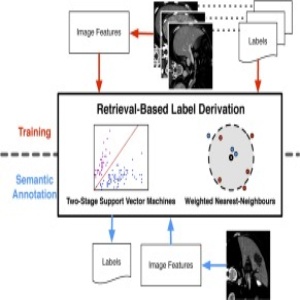 Image Features
Labels
Retrieval-Based Label Derivation
Training
Semantic
Annotation
Two-Stage Support Vector Machines
Weighted Nearest-Neighbours
Labels
Image Features